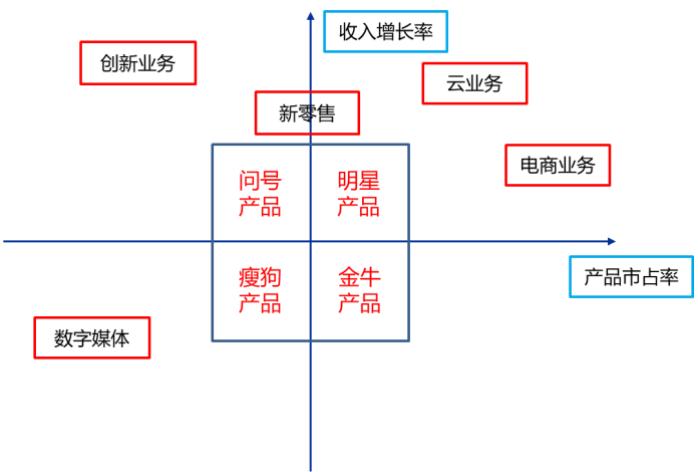 收入增长率
创新业务
云业务
新零售
电商业务
问号
产品
明星
产品
产品市占率
瘦狗
产品
金牛
产品
数字媒体